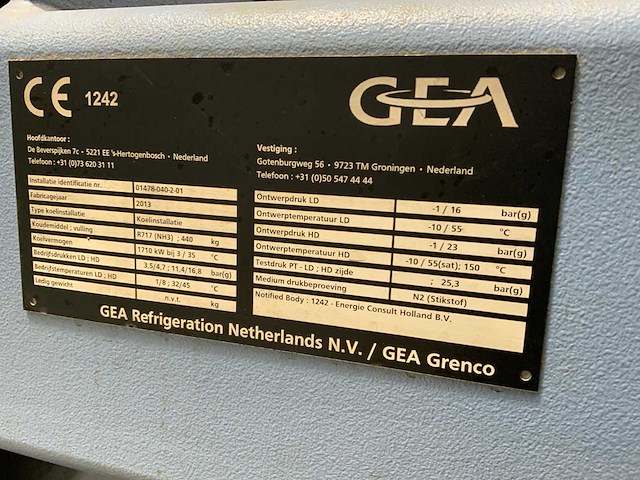 CE 1242
GEA
Hoofdkantoor :
De Beverspijken 7c • 5221 EE 's-Hertogenbosch • Nederland
Telefoon : +31 (0)73 620 31 11
Vestiging :
Gotenburgweg 56 • 9723 TM Groningen • Nederland
Telefoon : +31 (0)50 547 44 44
Installatie identificatie nr. 01478-040-2-01
Fabricagejaar 2013
Type koelinstallatie Koelinstallatie
Koudemiddel ; vulling R717 (NH3) ; 440 kg
Koelvermogen 1710 kW bij 3 / 35 °C
Bedrijfsdrukken LD ; HD 3,5/4,7 ; 11,4/16,8 bar(g)
Bedrijfstemperaturen LD ; HD 1/8 ; 32/45 °C
Ledig gewicht n.v.t. kg
Ontwerpdruk LD -1 / 16 bar(g)
Ontwerptemperatuur LD -10 / 55 °C
Ontwerpdruk HD -1 / 23 bar(g)
Ontwerptemperatuur HD -10 / 55(sat); 150 °C
Testdruk PT - LD ; HD zijde ; 25,3 bar(g)
Medium drukbeproeving N2 (Stikstof)
Notified Body : 1242 - Energie Consult Holland B.V.
GEA Refrigeration Netherlands N.V. / GEA Grenco